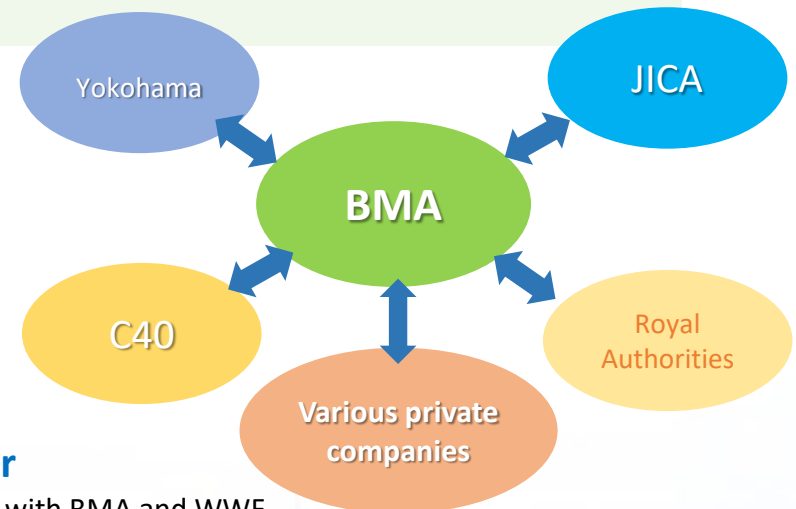 Yokohama
JICA
BMA
C40
Royal
Authorities
Various private
companies
r
with BMA and WWF